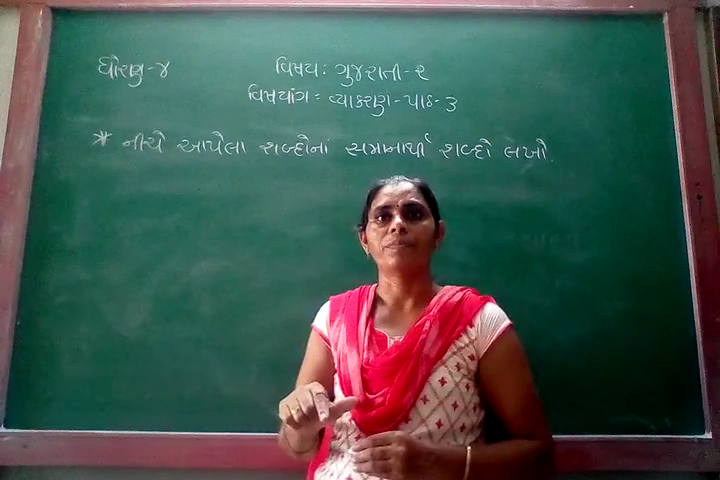 ધોરણ-૪
વિષય: ગુજરાતી-૨
વિષયાંગ: વ્યાકરણ-પાઠ-૩
* નીચે આપેલા શબ્દોનાં સમાનાર્થી શબ્દો લખો.